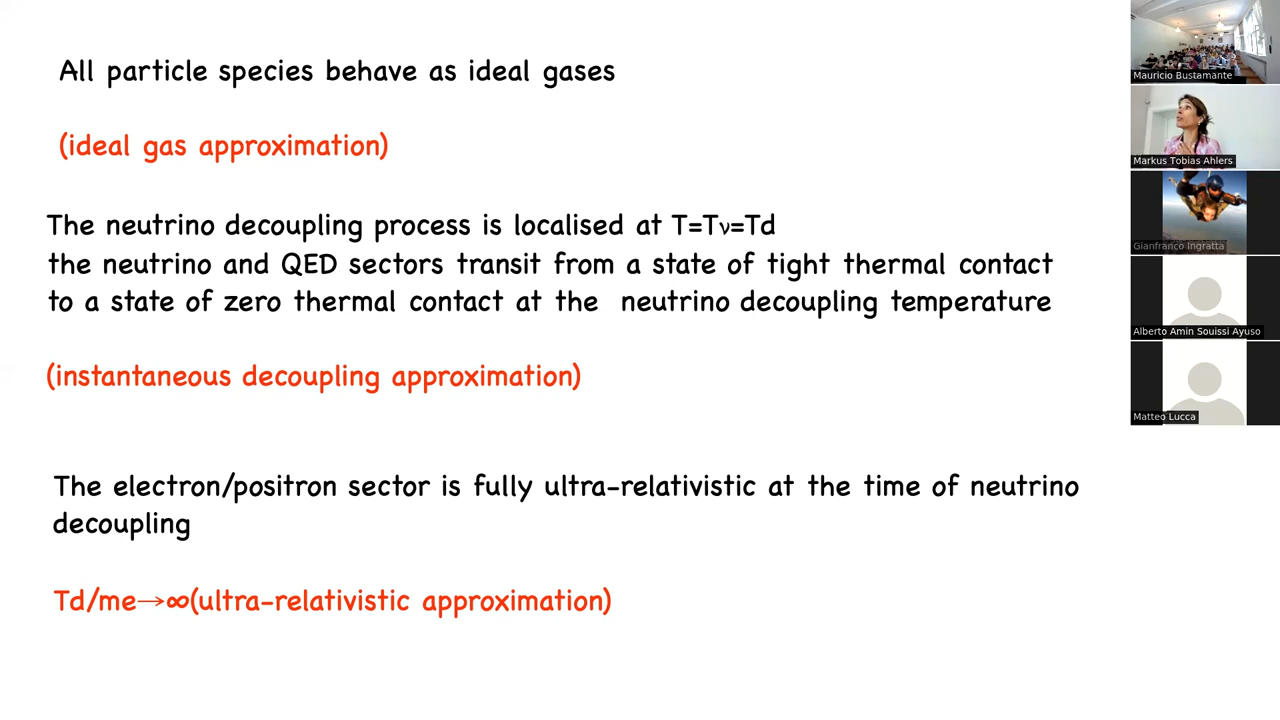 All particle species behave as ideal gases
(ideal gas approximation)
The neutrino decoupling process is localised at T=Tν=Td
the neutrino and QED sectors transit from a state of tight thermal contact
to a state of zero thermal contact at the neutrino decoupling temperature
(instantaneous decoupling approximation)
The electron/positron sector is fully ultra-relativistic at the time of neutrino
decoupling
Td/me→∞(ultra-relativistic approximation)
Mauricio Bustamante
Markus Tobias Ahlers
Gianfranco Ingratta
Alberto Amin Souissi Ayuso
Matteo Lucca